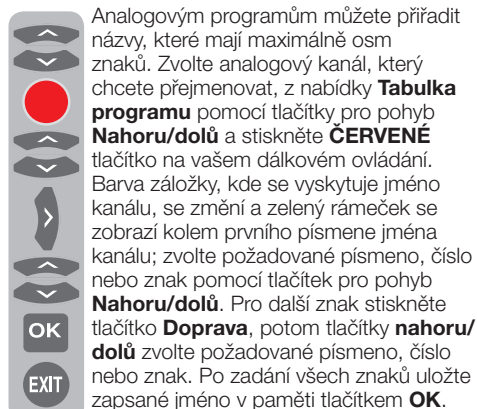 Analogovým programům můžete přiřadit
názvy, které mají maximálně osm
znaků. Zvolte analogový kanál, který
chcete přejmenovat, z nabídky Tabulka
programu pomocí tlačítky pro pohyb
Nahoru/dolů a stiskněte ČERVENÉ
tlačítko na vašem dálkovém ovládání.
Barva záložky, kde se vyskytuje jméno
kanálu, se změní a zelený rámeček se
zobrazí kolem prvního písmene jména
kanálu; zvolte požadované písmeno, číslo
nebo znak pomocí tlačítek pro pohyb
Nahoru/dolů. Pro další znak stiskněte
tlačítko Doprava, potom tlačítky nahoru/
dolů zvolte požadované písmeno, číslo
nebo znak. Po zadání všech znaků uložte
zapsané jméno v paměti tlačítkem OK.
OK
EXIT